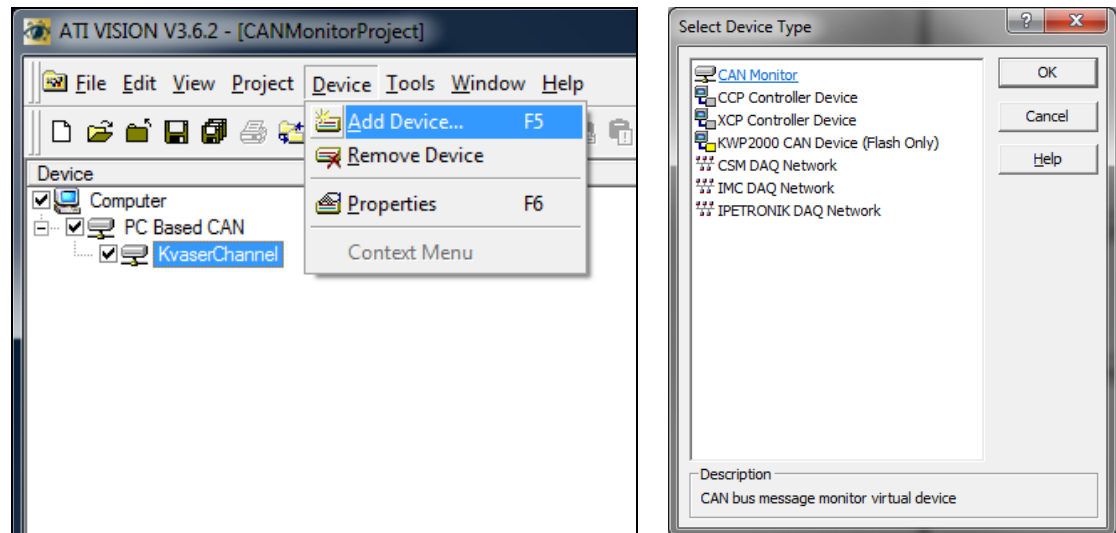 ATI VISION V3.6.2 - [CANMonitorProject]
File Edit View Project Device Tools Window Help
Add Device... F5
Remove Device
Properties F6
Context Menu
Device
Computer
PC Based CAN
KvaserChannel
Select Device Type
CAN Monitor
CCP Controller Device
XCP Controller Device
KWP2000 CAN Device (Flash Only)
CSM DAQ Network
IMC DAQ Network
IPETRONIK DAQ Network
OK
Cancel
Help
Description
CAN bus message monitor virtual device